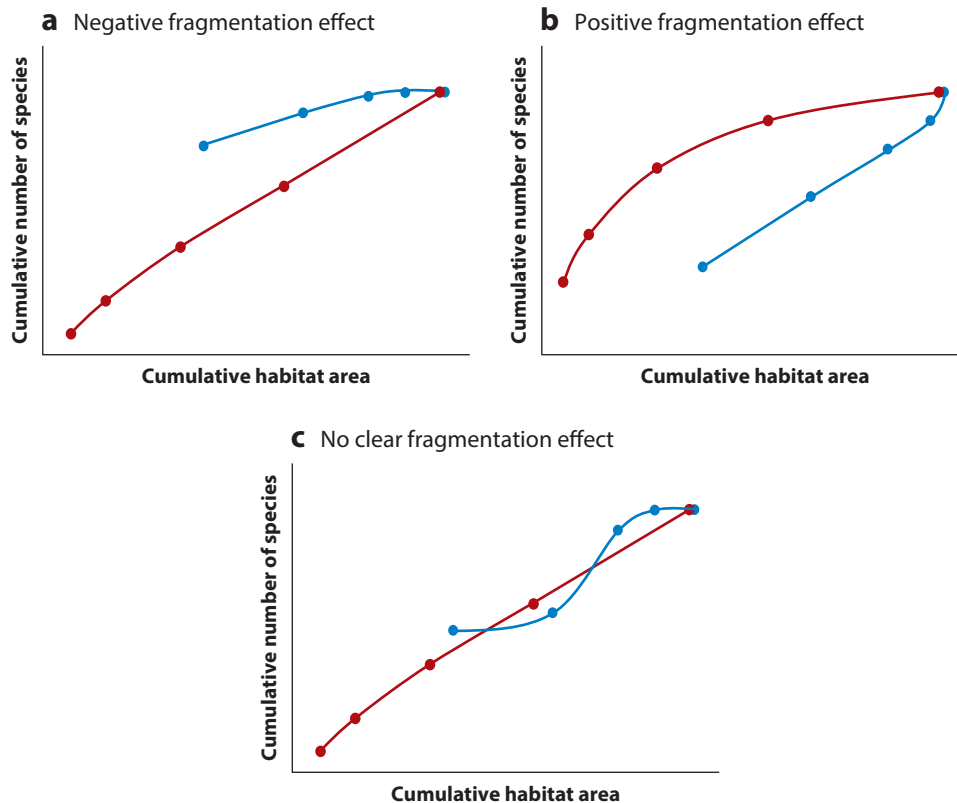 a Negative fragmentation effect
Cumulative number of species
Cumulative habitat area
b Positive fragmentation effect
Cumulative number of species
Cumulative habitat area
c No clear fragmentation effect
Cumulative number of species
Cumulative habitat area